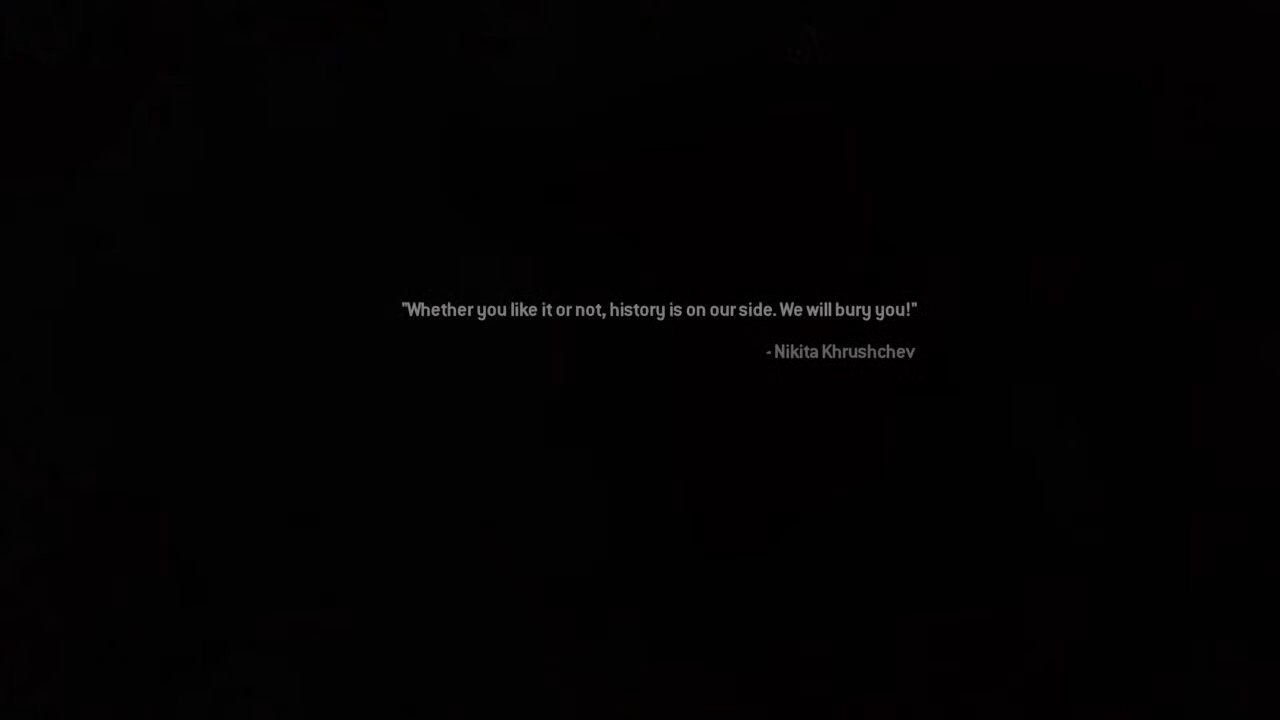 "Whether you like it or not, history is on our side. We will bury you!"
- Nikita Khrushchev